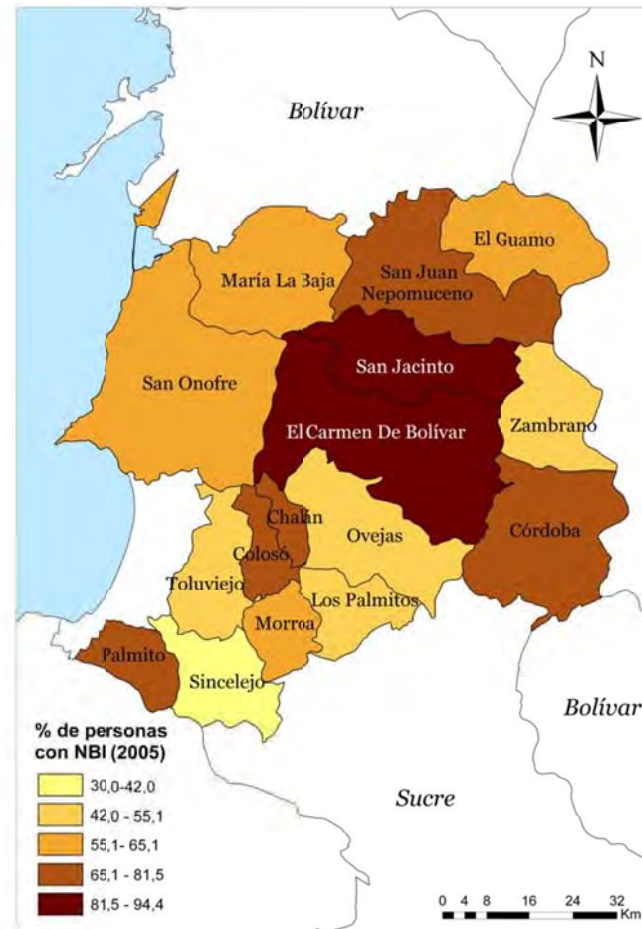 Bolívar
N
El Guamo
María La Baja
San Juan
Nepomuceno
San Jacinto
San Onofre
Zambrano
El Carmen De Bolívar
Chalán
Ovejas
Córdoba
Colosó
Toluviejo
Los Palmitos
Morroa
Palmito
Sincelejo
Bolívar
% de personas
con NBI (2005)
30,0-42,0
42,0 - 55,1
55,1- 65,1
65,1 - 81,5
81,5 - 94,4
Sucre
0 4 8 16 24 32
Km